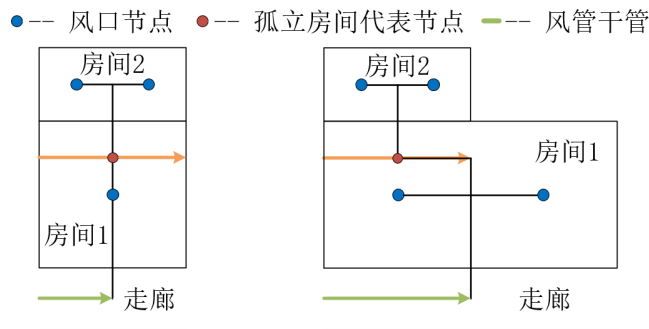 -- 风口节点 -- 孤立房间代表节点 -- 风管干管
房间2
房间2
房间1
房间1
走廊
走廊